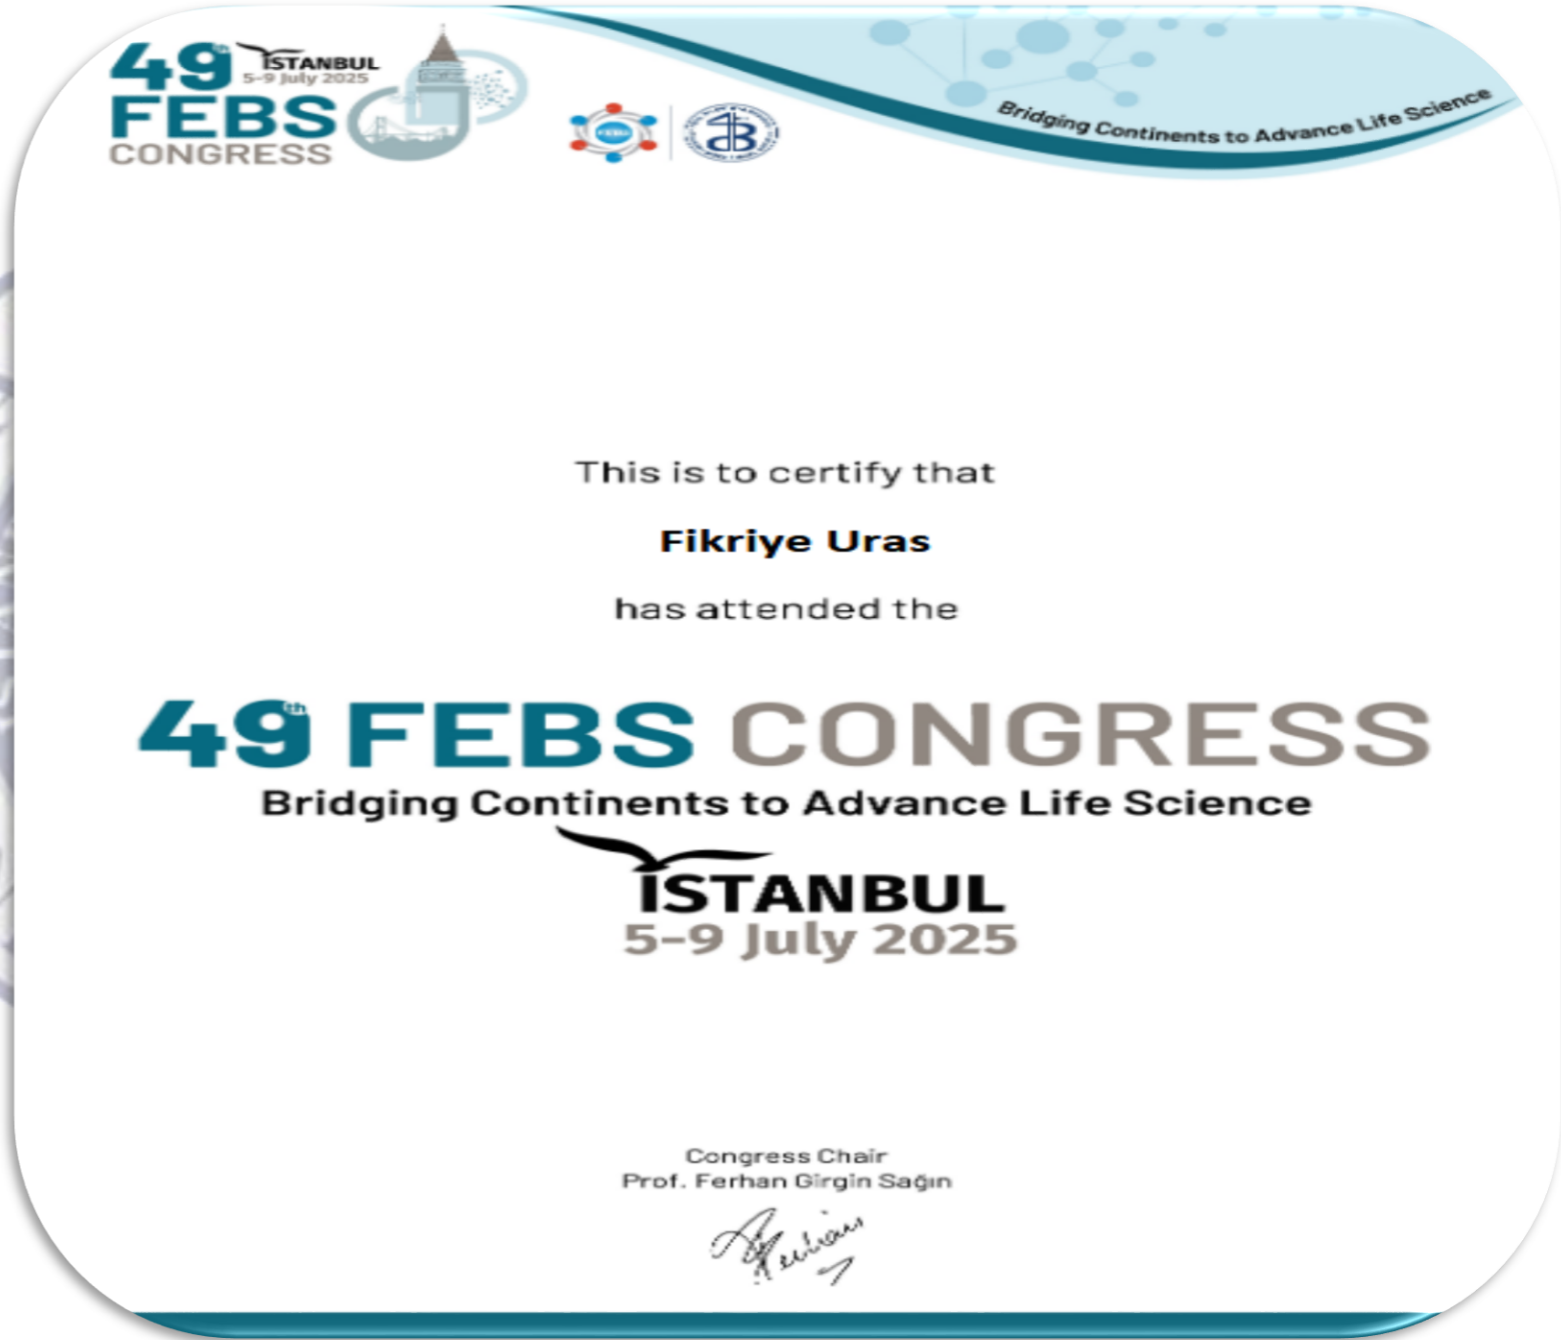 49th İSTANBUL
5-9 July 2025
FEBS
CONGRESS
FEBS
Bridging Continents to Advance Life Science
This is to certify that
Fikriye Uras
has attended the
49th FEBS CONGRESS
Bridging Continents to Advance Life Science
İSTANBUL
5-9 July 2025
Congress Chair
Prof. Ferhan Girgin Sağın